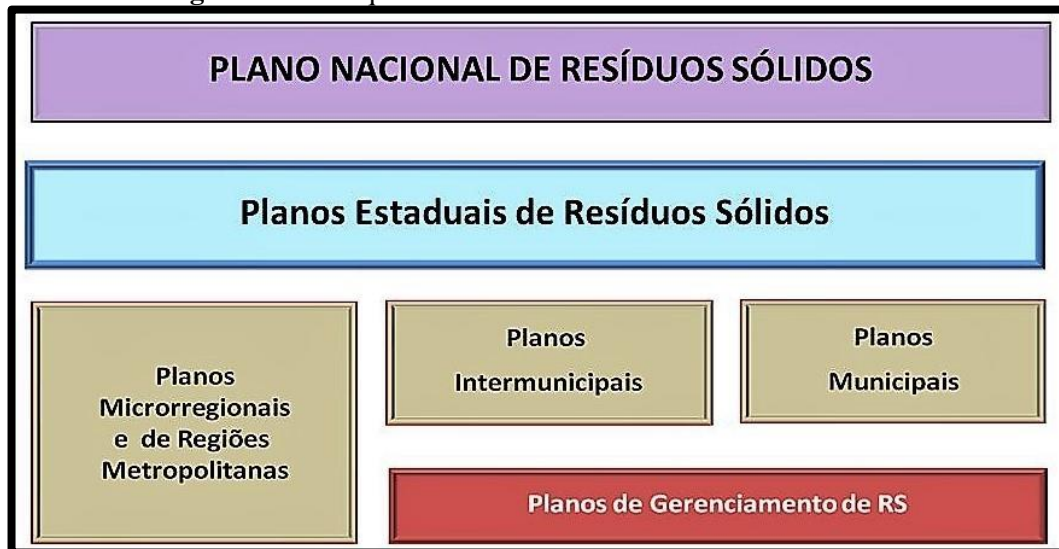 PLANO NACIONAL DE RESÍDUOS SÓLIDOS
Planos Estaduais de Resíduos Sólidos
Planos
Microrregionais
e de Regiões
Metropolitanas
Planos
Intermunicipais
Planos
Municipais
Planos de Gerenciamento de RS